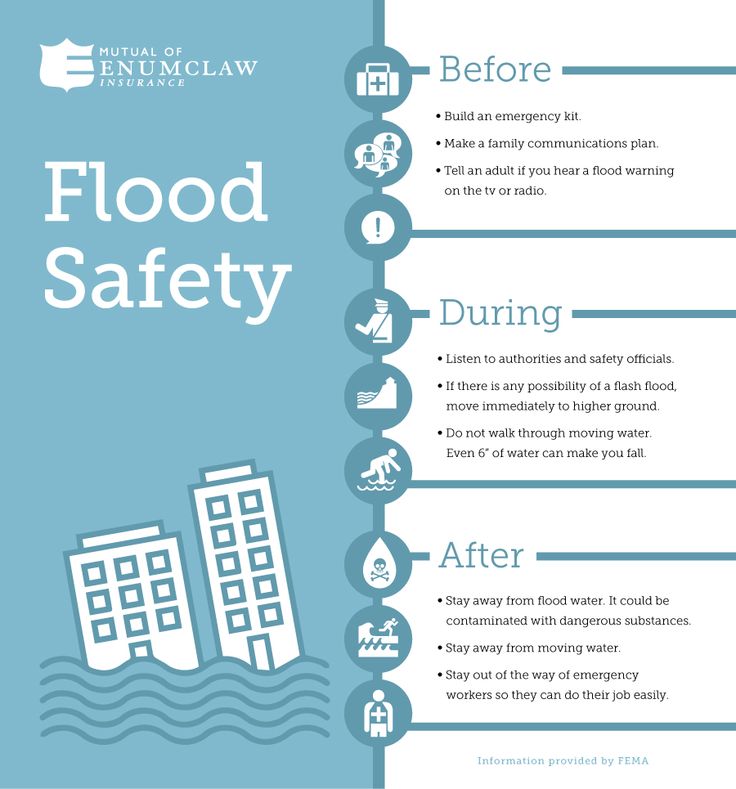 MUTUAL OF
ENUMCLAW
INSURANCE
Flood
Safety
Before
• Build an emergency kit.
• Make a family communications plan.
• Tell an adult if you hear a flood warning
on the tv or radio.
!
During
• Listen to authorities and safety officials.
• If there is any possibility of a flash flood,
move immediately to higher ground.
• Do not walk through moving water.
Even 6” of water can make you fall.
After
• Stay away from flood water. It could be
contaminated with dangerous substances.
• Stay away from moving water.
• Stay out of the way of emergency
workers so they can do their job easily.
Information provided by FEMA